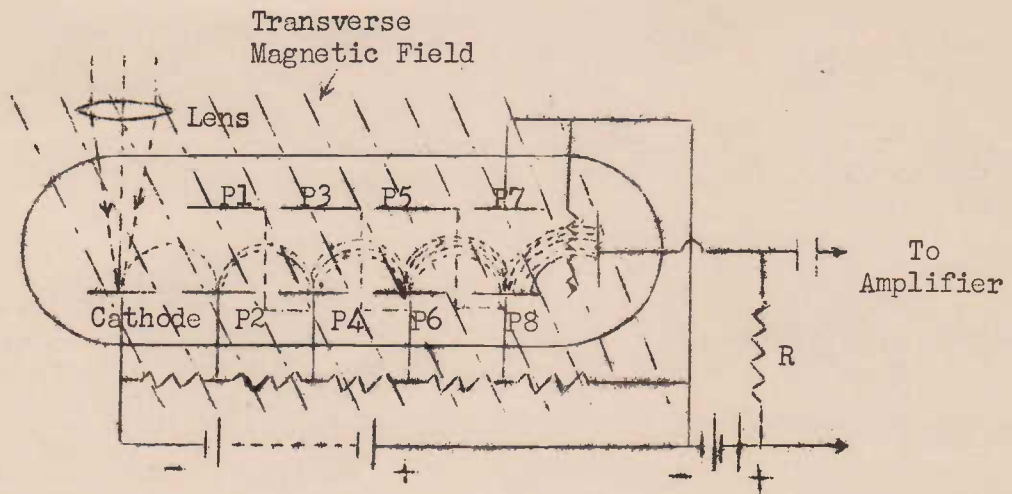 Transverse
Magnetic Field
Lens
P1 P3 P5 P7
Cathode P2 P4 P6 P8
To
Amplifier
R
- + - +